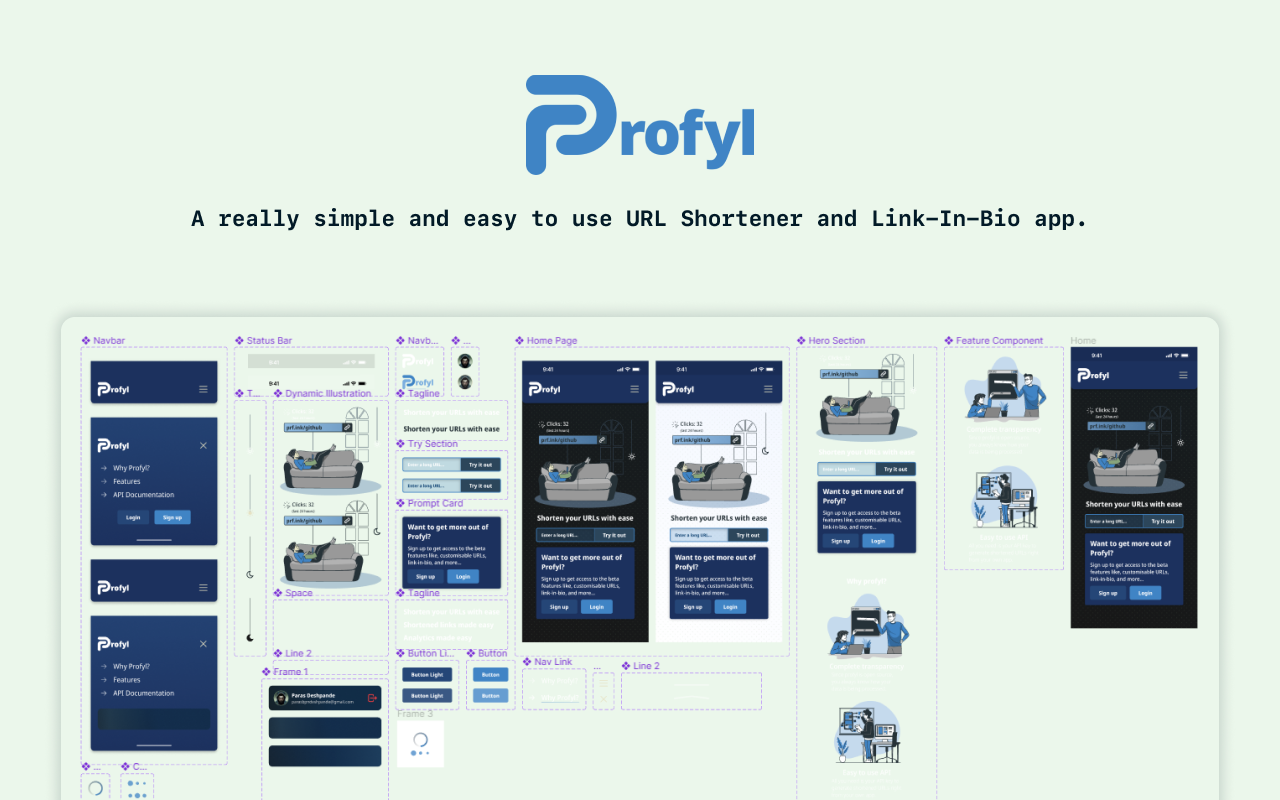 Profyl
A really simple and easy to use URL Shortener and Link-In-Bio app.
Navbar
Status Bar
Navb...
...
Home Page
Hero Section
Feature Component
Home
Profyl
9:41
9:41
Profyl
T...
Dynamic Illustration
Tagline
Shorten your URLs with ease
Shorten your URLs with ease
Try Section
Enter a long URL...
Try it out
Enter a long URL...
Try it out
Prompt Card
Want to get more out of
Profyl?
Sign up to get access to the beta
features like, customisable URLs,
link-in-bio, and more...
Sign up
Login
Tagline
Profyl
Why Profyl?
Features
API Documentation
Login
Sign up
Profyl
Profyl
Why Profyl?
Features
API Documentation
prf.ink/github
Clicks: 32
(last 24 hours)
prf.ink/github
Space
Line 2
Frame 1
Paras Deshpande
Button Li...
Button Light
Button Light
Button
Button
Button
Frame 3
Nav Link
...
Line 2
9:41
Profyl
Clicks: 32
(last 24 hours)
prf.ink/github
Shorten your URLs with ease
Enter a long URL...
Try it out
Want to get more out of
Profyl?
Sign up to get access to the beta
features like, customisable URLs,
link-in-bio, and more...
Sign up
Login
9:41
Profyl
Clicks: 32
(last 24 hours)
prf.ink/github
Shorten your URLs with ease
Enter a long URL...
Try it out
Want to get more out of
Profyl?
Sign up to get access to the beta
features like, customisable URLs,
link-in-bio, and more...
Sign up
Login
prf.ink/github
Shorten your URLs with ease
Enter a long URL...
Try it out
Want to get more out of
Profyl?
Sign up to get access to the beta
features like, customisable URLs,
link-in-bio, and more...
Sign up
Login
Why Profyl?
9:41
Profyl
Clicks: 32
(last 24 hours)
prf.ink/github
Shorten your URLs with ease
Enter a long URL...
Try it out
Want to get more out of
Profyl?
Sign up to get access to the beta
features like, customisable URLs,
link-in-bio, and more...
Sign up
Login
...
C...